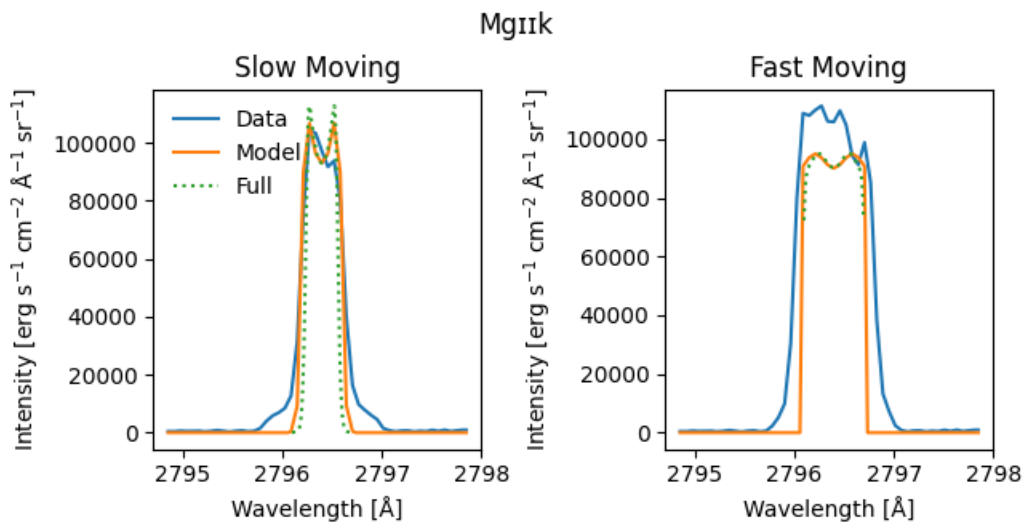 Mgɪɪk
Slow Moving
Fast Moving
Intensity [erg s⁻¹ cm⁻² Å⁻¹ sr⁻¹]
100000
80000
60000
40000
20000
0
Data
Model
Full
2795 2796 2797 2798
Wavelength [Å]
Intensity [erg s⁻¹ cm⁻² Å⁻¹ sr⁻¹]
100000
80000
60000
40000
20000
0
2795 2796 2797 2798
Wavelength [Å]